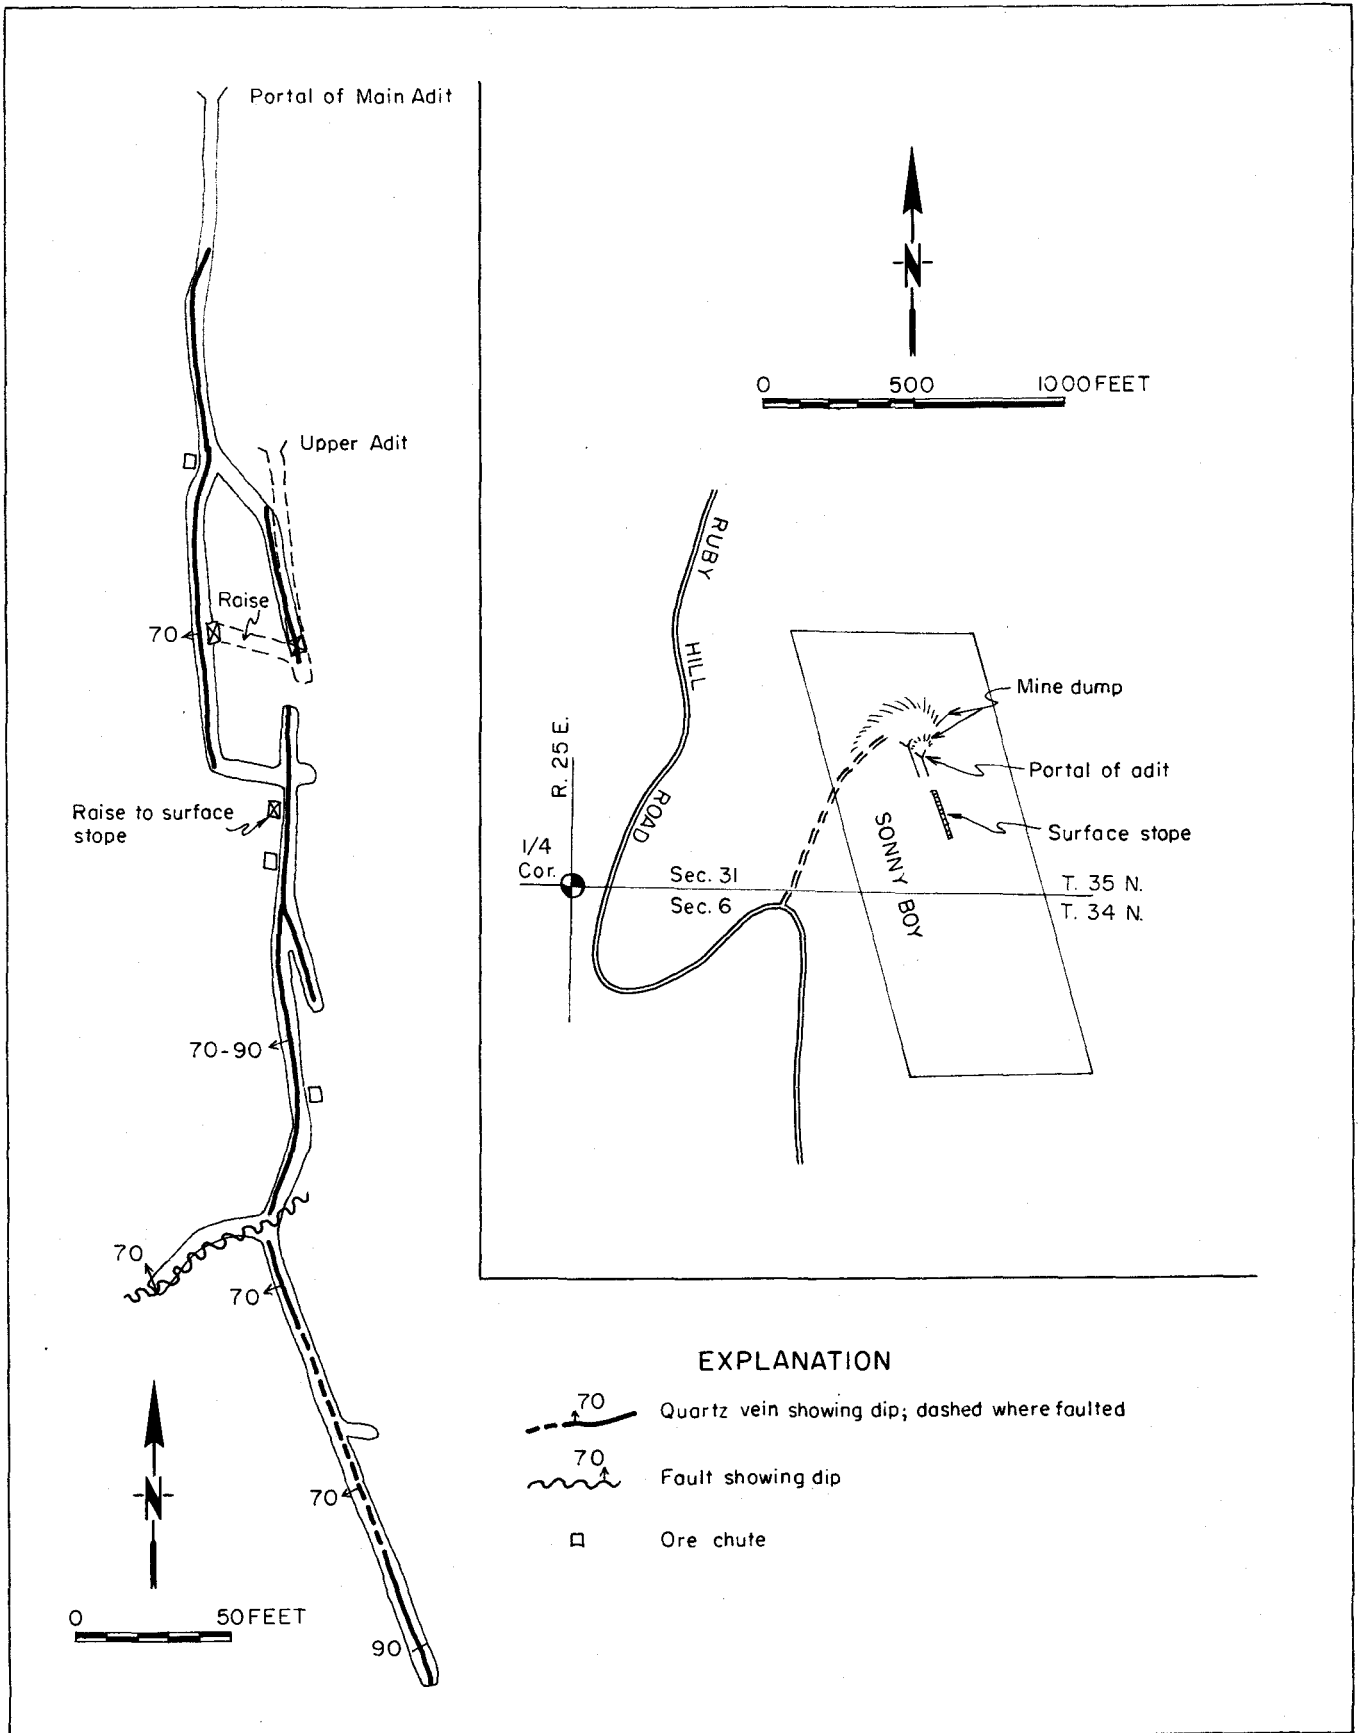 Portal of Main Adit
Upper Adit
Raise
70
Raise to surface
stope
70-90
70
70
70
90
N
0 50 FEET
N
0 500 1000 FEET
RUBY
HILL
ROAD
R. 25 E.
1/4
Cor.
Sec. 31
Sec. 6
T. 35 N.
T. 34 N.
SONNY BOY
Mine dump
Portal of adit
Surface stope
EXPLANATION
70
Quartz vein showing dip; dashed where faulted
70
Fault showing dip
Ore chute